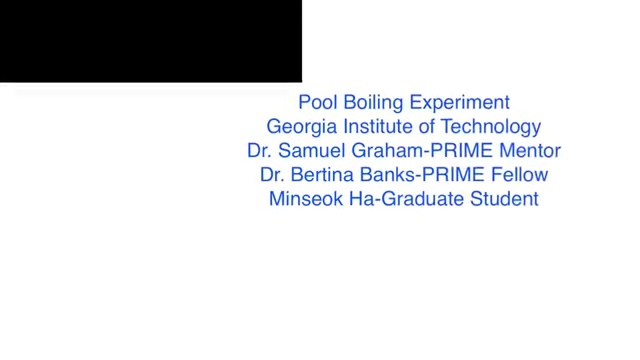 Pool Boiling Experiment
Georgia Institute of Technology
Dr. Samuel Graham-PRIME Mentor
Dr. Bertina Banks-PRIME Fellow
Minseok Ha-Graduate Student